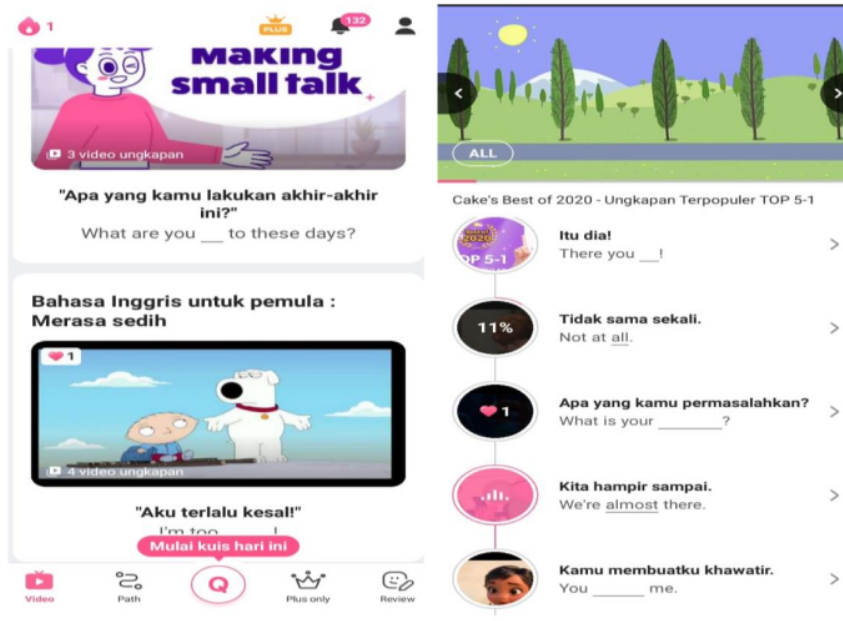 1
PLUS
132
Making
small talk
3 video ungkapan
"Apa yang kamu lakukan akhir-akhir
ini?"
What are you __ to these days?
Bahasa Inggris untuk pemula :
Merasa sedih
1
4 video ungkapan
"Aku terlalu kesal!"
I'm too ______!
Mulai kuis hari ini
Video
Path
Q
Plus only
Review
ALL
Cake's Best of 2020 - Ungkapan Terpopuler TOP 5-1
2020
OP 5-1
Itu dia!
There you __!
11%
Tidak sama sekali.
Not at all.
1
Apa yang kamu permasalahkan?
What is your ________?
Kita hampir sampai.
We're almost there.
Kamu membuatku khawatir.
You ______ me.